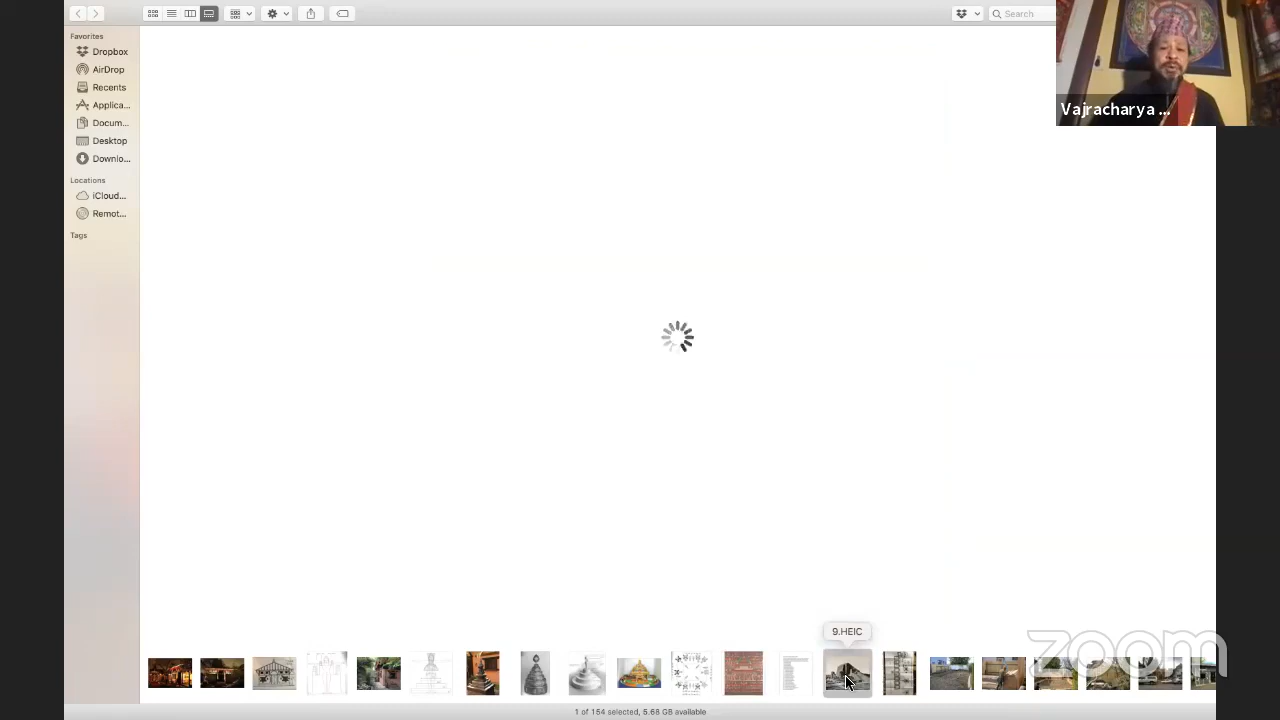 Search
Favorites
Dropbox
AirDrop
Recents
Applica...
Docum...
Desktop
Downlo...
Locations
iCloud...
Remot...
Tags
Vajracharya ...
9.HEIC
zoom
1 of 154 selected, 5.68 GB available